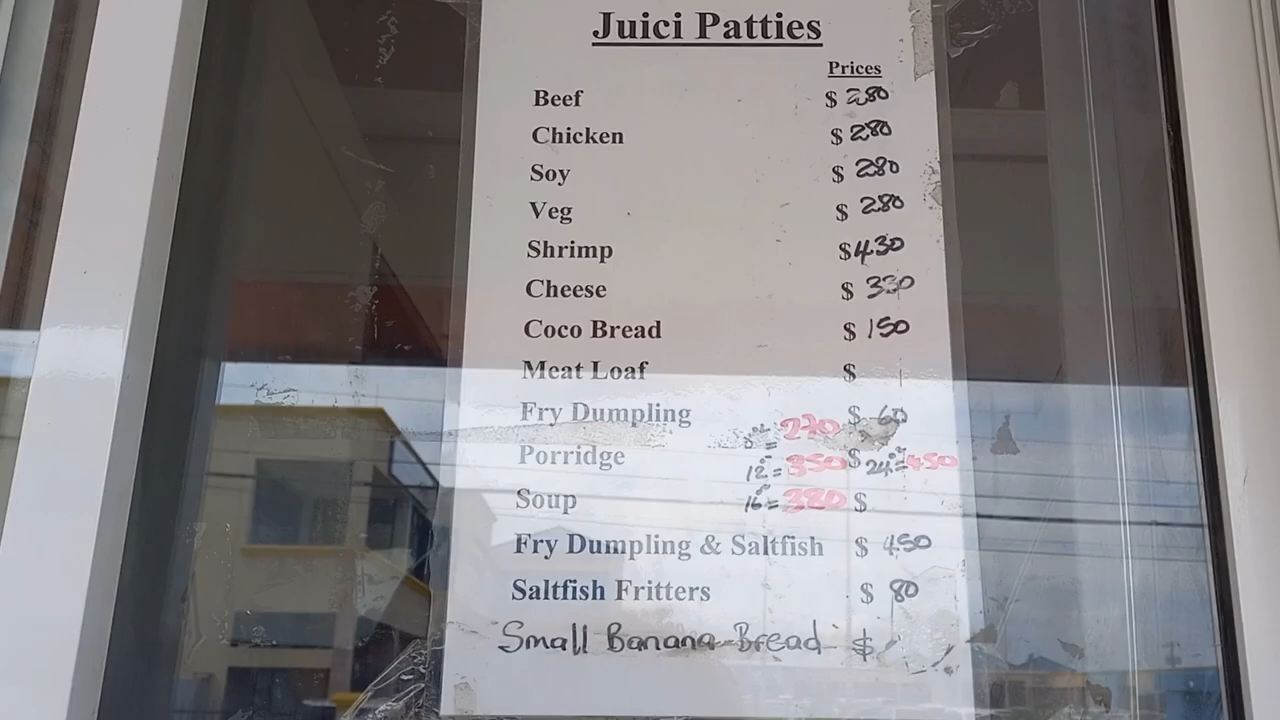 Juici Patties
Prices
Beef $ 280
Chicken $ 280
Soy $ 280
Veg $ 280
Shrimp $430
Cheese $ 330
Coco Bread $ 150
Meat Loaf $
Fry Dumpling $ 60
270
Porridge 12oz = 350 $ 24oz = 450
Soup 16oz = 380 $
Fry Dumpling & Saltfish $ 450
Saltfish Fritters $ 80
Small Banana Bread $